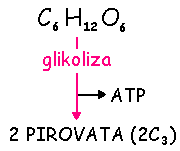 C₆ H₁₂ O₆
glikoliza
ATP
2 PIROVATA (2C₃)